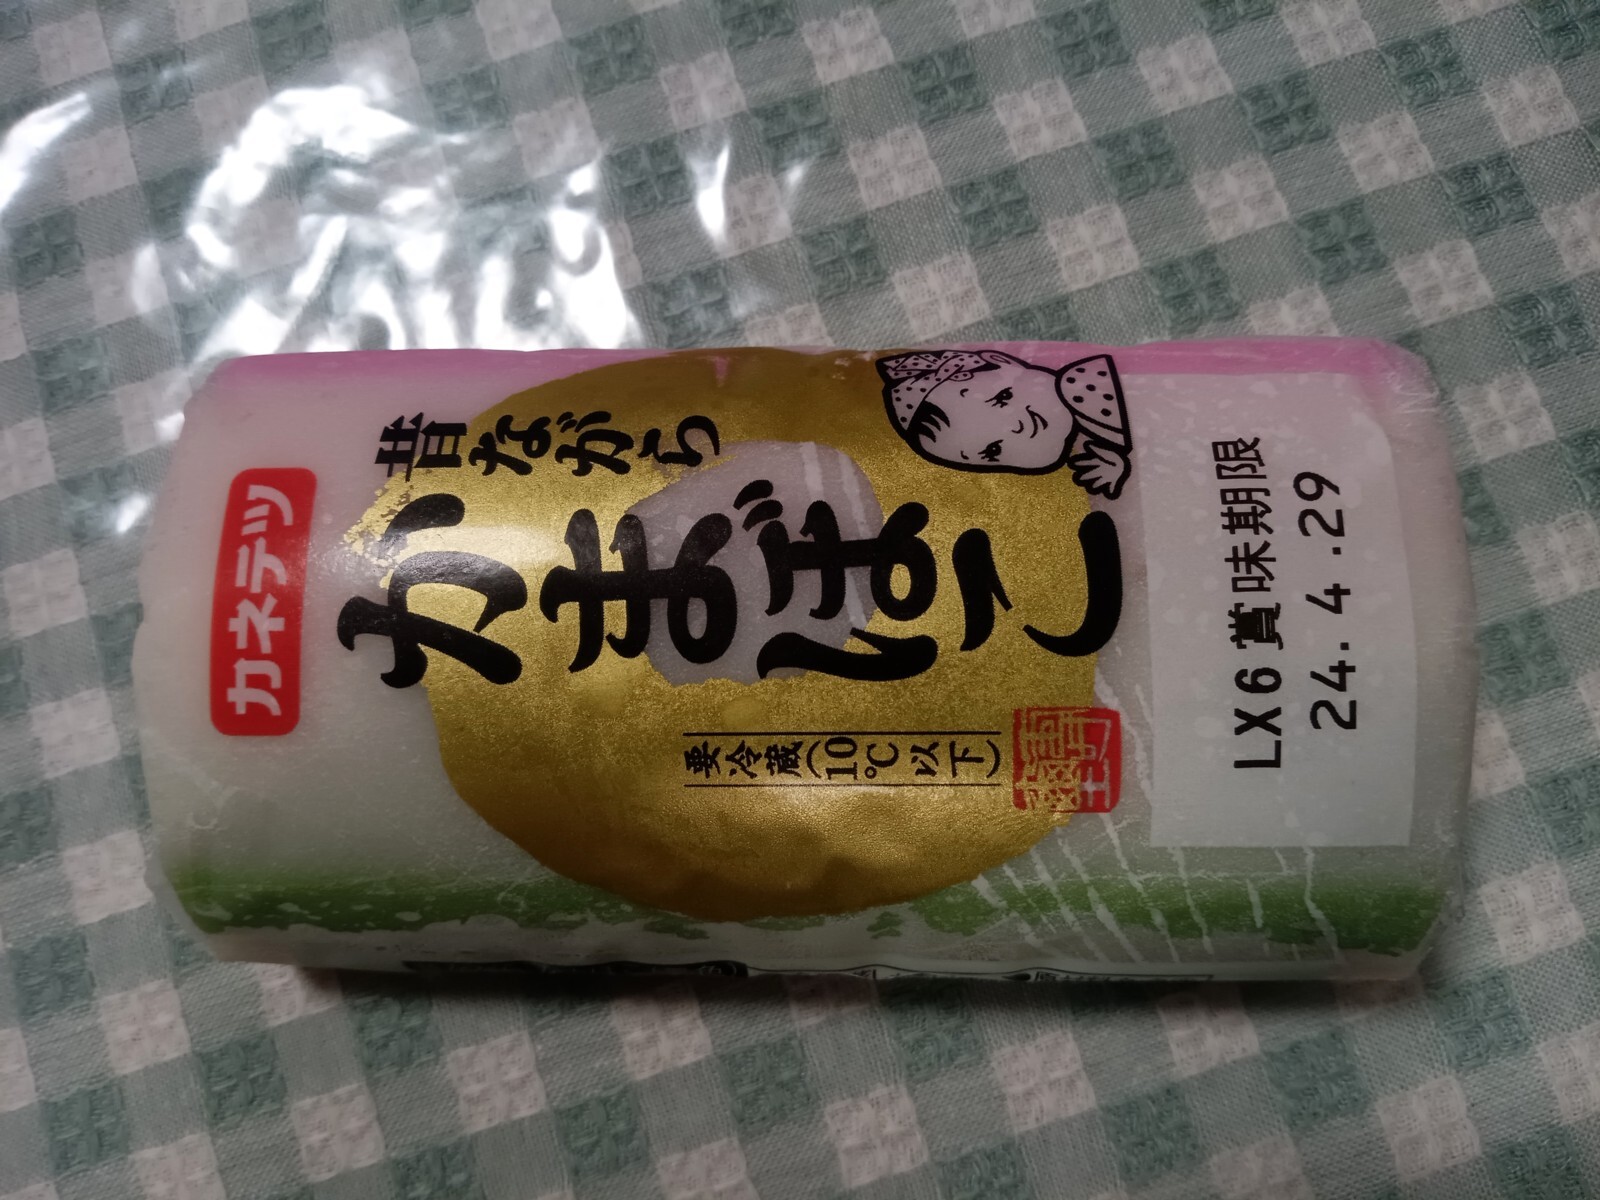 カネテツ
昔ながら
かまぼこ
要冷蔵(10℃以下)
LX6 賞味期限
24. 4 .29